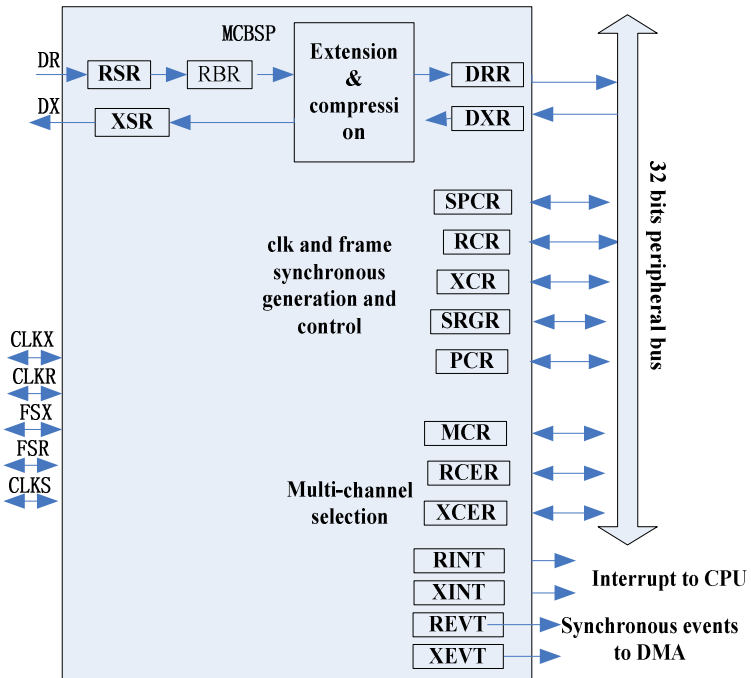 MCBSP
DR
RSR
RBR
Extension
&
compressi
on
DRR
DX
XSR
DXR
32 bits peripheral bus
SPCR
RCR
XCR
SRGR
PCR
clk and frame
synchronous
generation and
control
CLKX
CLKR
FSX
FSR
CLKS
MCR
RCER
XCER
Multi-channel
selection
RINT
XINT
Interrupt to CPU
REVT
XEVT
Synchronous events
to DMA